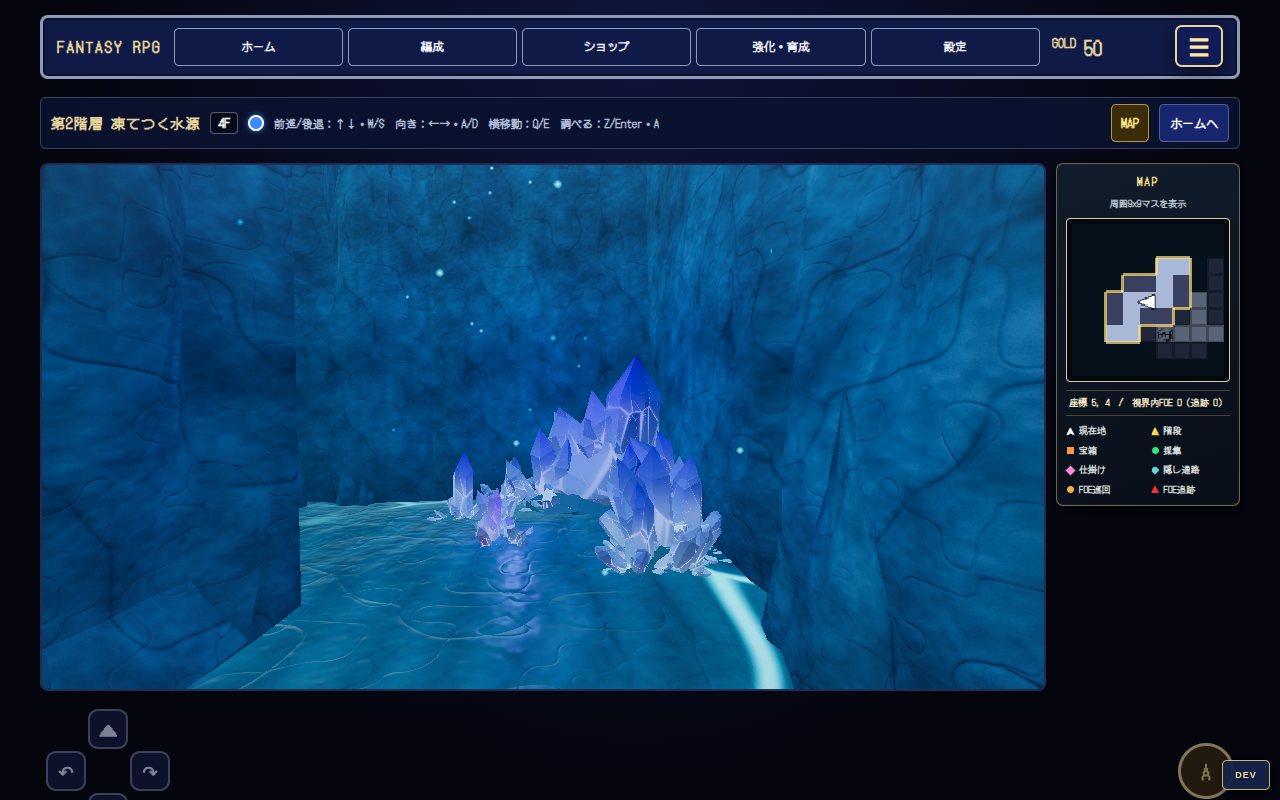 FANTASY RPG ホーム 編成 ショップ 強化・育成 設定 GOLD 50
第2階層 凍てつく水源 4F 前進/後退：↑↓・W/S 向き：←→・A/D 横移動：Q/E 調べる：Z/Enter・A MAP ホームへ
MAP
周囲9x9マスを表示
座標 5, 4 / 視界内FOE 0（追跡 0）
現在地 階段
宝箱 採集
仕掛け 隠し通路
FOE巡回 FOE追跡
A
DEV